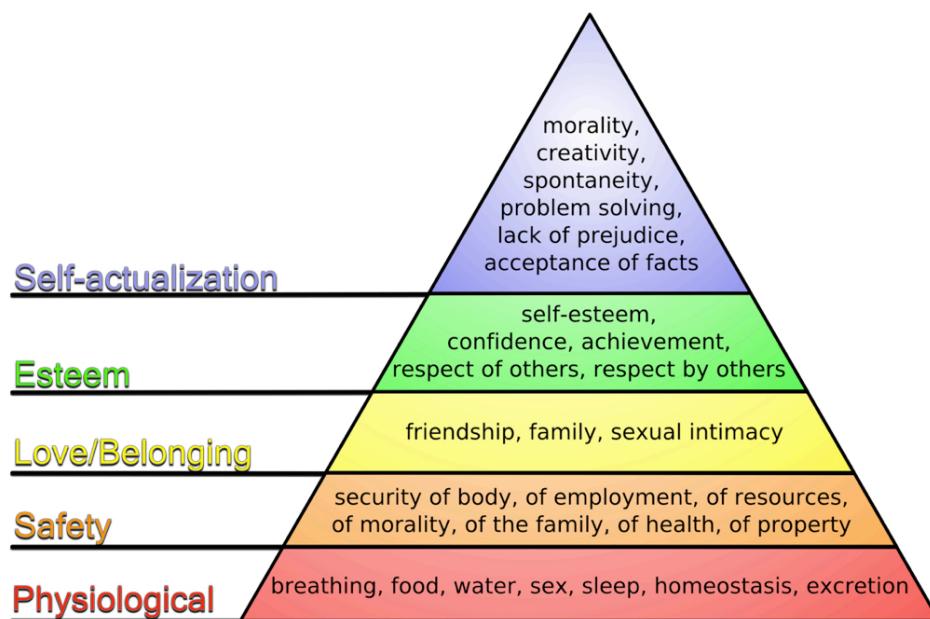 morality,
creativity,
spontaneity,
problem solving,
lack of prejudice,
acceptance of facts
Self-actualization
self-esteem,
confidence, achievement,
respect of others, respect by others
Esteem
friendship, family, sexual intimacy
Love/Belonging
security of body, of employment, of resources,
of morality, of the family, of health, of property
Safety
breathing, food, water, sex, sleep, homeostasis, excretion
Physiological